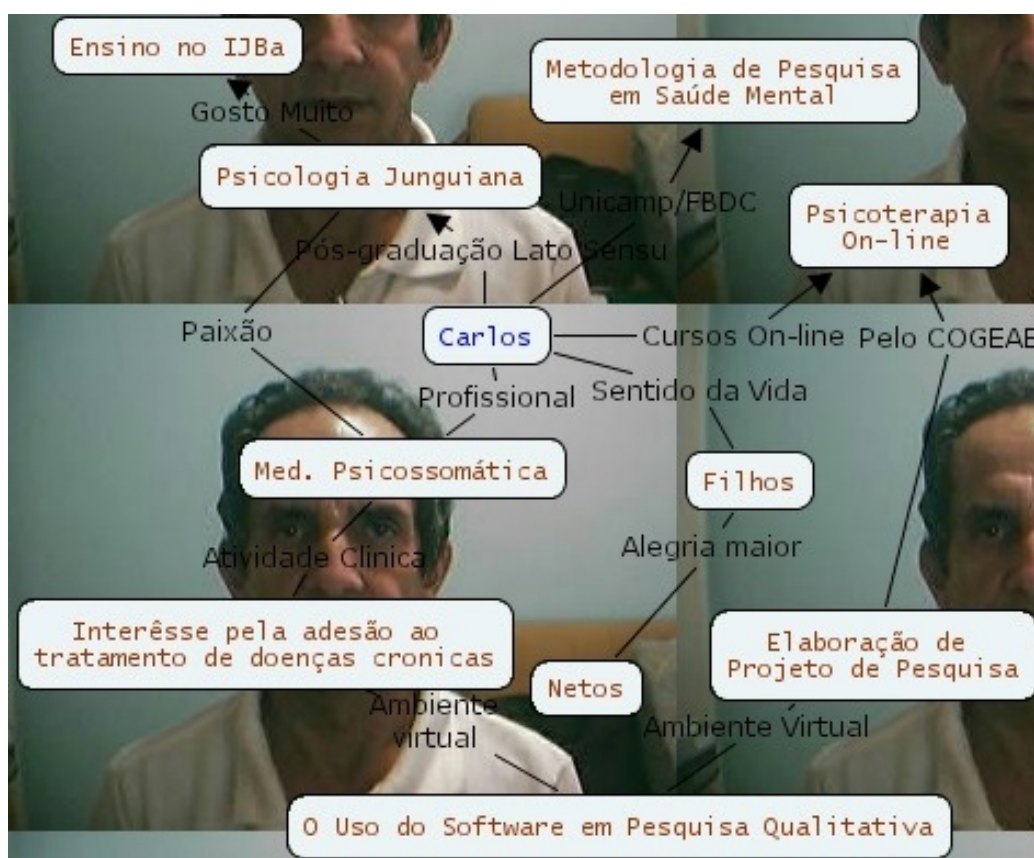 Ensino no IJBa
Metodologia de Pesquisa
em Saúde Mental
Gosto Muito
Psicologia Junguiana
Unicamp/FBDC
Psicoterapia
On-line
Pós-graduação Lato Sensu
Paixão
Carlos
Cursos On-line
Pelo COGEAE
Profissional
Sentido da Vida
Med. Psicossomática
Filhos
Atividade Clinica
Alegria maior
Interêsse pela adesão ao
tratamento de doenças cronicas
Elaboração de
Projeto de Pesquisa
Netos
Ambiente
virtual
Ambiente Virtual
O Uso do Software em Pesquisa Qualitativa